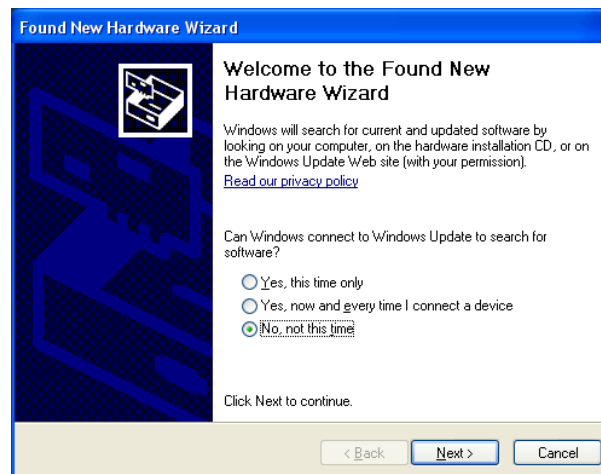 Found New Hardware Wizard
Welcome to the Found New
Hardware Wizard
Windows will search for current and updated software by
looking on your computer, on the hardware installation CD, or on
the Windows Update Web site (with your permission).
Read our privacy policy
Can Windows connect to Windows Update to search for
software?
Yes, this time only
Yes, now and every time I connect a device
No, not this time
Click Next to continue.
< Back Next > Cancel